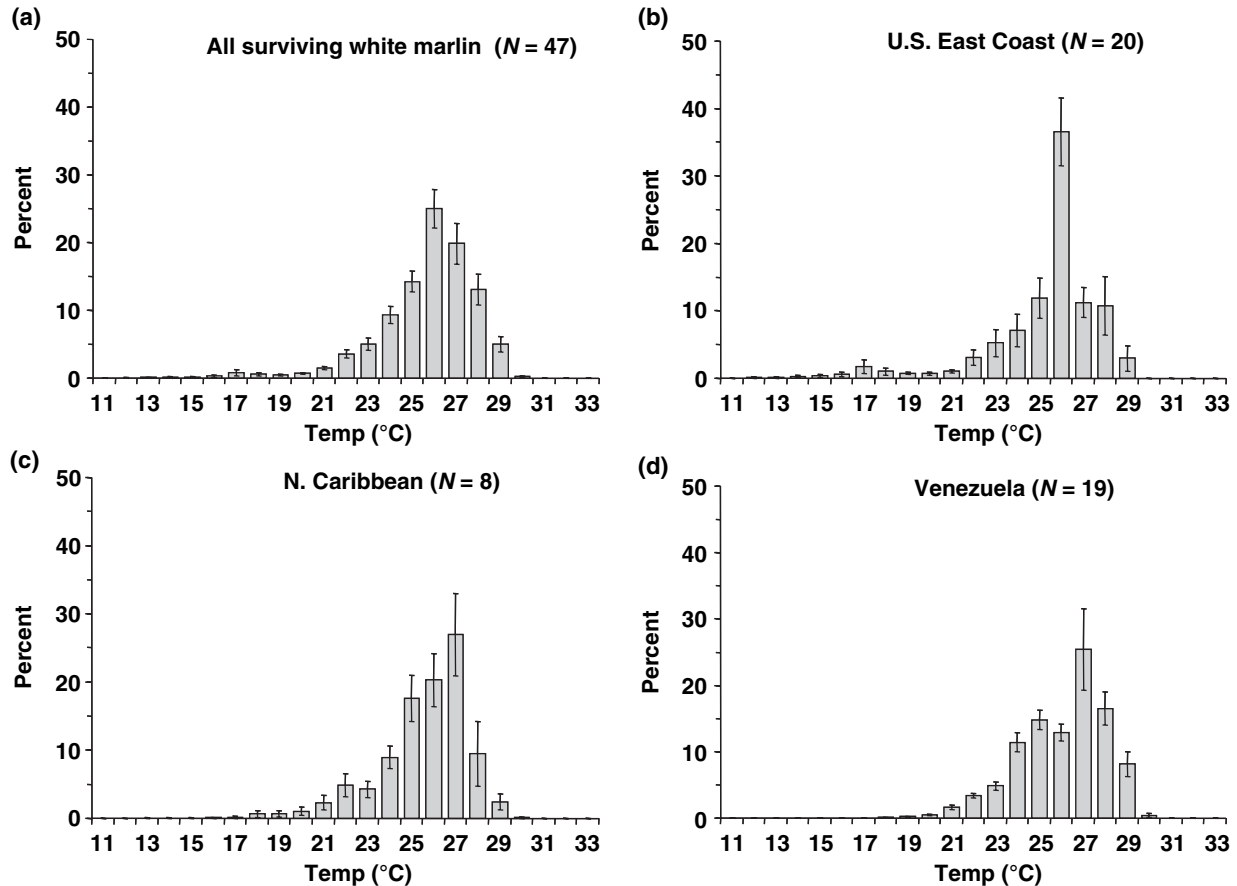 (a)
All surviving white marlin (N = 47)
Percent
50
40
30
20
10
0
11 13 15 17 19 21 23 25 27 29 31 33
Temp (°C)
(b)
U.S. East Coast (N = 20)
Percent
50
40
30
20
10
0
11 13 15 17 19 21 23 25 27 29 31 33
Temp (°C)
(c)
N. Caribbean (N = 8)
Percent
50
40
30
20
10
0
11 13 15 17 19 21 23 25 27 29 31 33
Temp (°C)
(d)
Venezuela (N = 19)
Percent
50
40
30
20
10
0
11 13 15 17 19 21 23 25 27 29 31 33
Temp (°C)